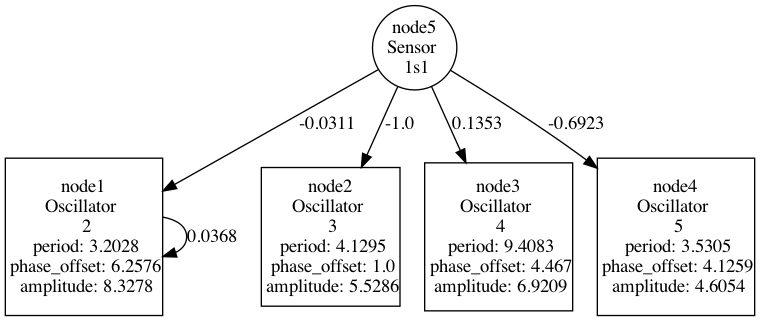 node5
Sensor
1s1
-0.0311
-1.0
0.1353
-0.6923
node1
Oscillator
2
period: 3.2028
phase_offset: 6.2576
amplitude: 8.3278
0.0368
node2
Oscillator
3
period: 4.1295
phase_offset: 1.0
amplitude: 5.5286
node3
Oscillator
4
period: 9.4083
phase_offset: 4.467
amplitude: 6.9209
node4
Oscillator
5
period: 3.5305
phase_offset: 4.1259
amplitude: 4.6054